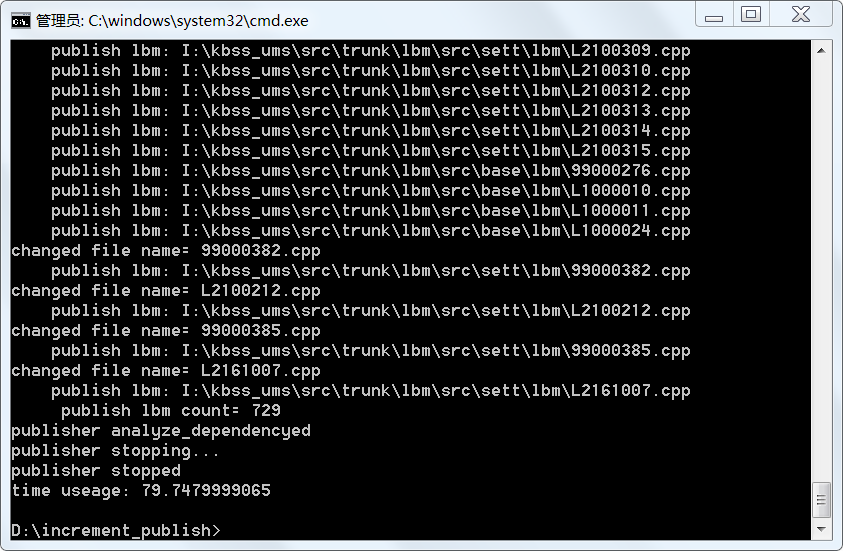 管理员: C:\windows\system32\cmd.exe
publish lbm: I:\kbss_ums\src\trunk\lbm\src\sett\lbm\L2100309.cpp
publish lbm: I:\kbss_ums\src\trunk\lbm\src\sett\lbm\L2100310.cpp
publish lbm: I:\kbss_ums\src\trunk\lbm\src\sett\lbm\L2100312.cpp
publish lbm: I:\kbss_ums\src\trunk\lbm\src\sett\lbm\L2100313.cpp
publish lbm: I:\kbss_ums\src\trunk\lbm\src\sett\lbm\L2100314.cpp
publish lbm: I:\kbss_ums\src\trunk\lbm\src\sett\lbm\L2100315.cpp
publish lbm: I:\kbss_ums\src\trunk\lbm\src\base\lbm\99000276.cpp
publish lbm: I:\kbss_ums\src\trunk\lbm\src\base\lbm\L1000010.cpp
publish lbm: I:\kbss_ums\src\trunk\lbm\src\base\lbm\L1000011.cpp
publish lbm: I:\kbss_ums\src\trunk\lbm\src\base\lbm\L1000024.cpp
changed file name= 99000382.cpp
publish lbm: I:\kbss_ums\src\trunk\lbm\src\sett\lbm\99000382.cpp
changed file name= L2100212.cpp
publish lbm: I:\kbss_ums\src\trunk\lbm\src\sett\lbm\L2100212.cpp
changed file name= 99000385.cpp
publish lbm: I:\kbss_ums\src\trunk\lbm\src\sett\lbm\99000385.cpp
changed file name= L2161007.cpp
publish lbm: I:\kbss_ums\src\trunk\lbm\src\sett\lbm\L2161007.cpp
publish lbm count= 729
publisher analyze_dependencyed
publisher stopping...
publisher stopped
time useage: 79.7479999065
D:\increment_publish>